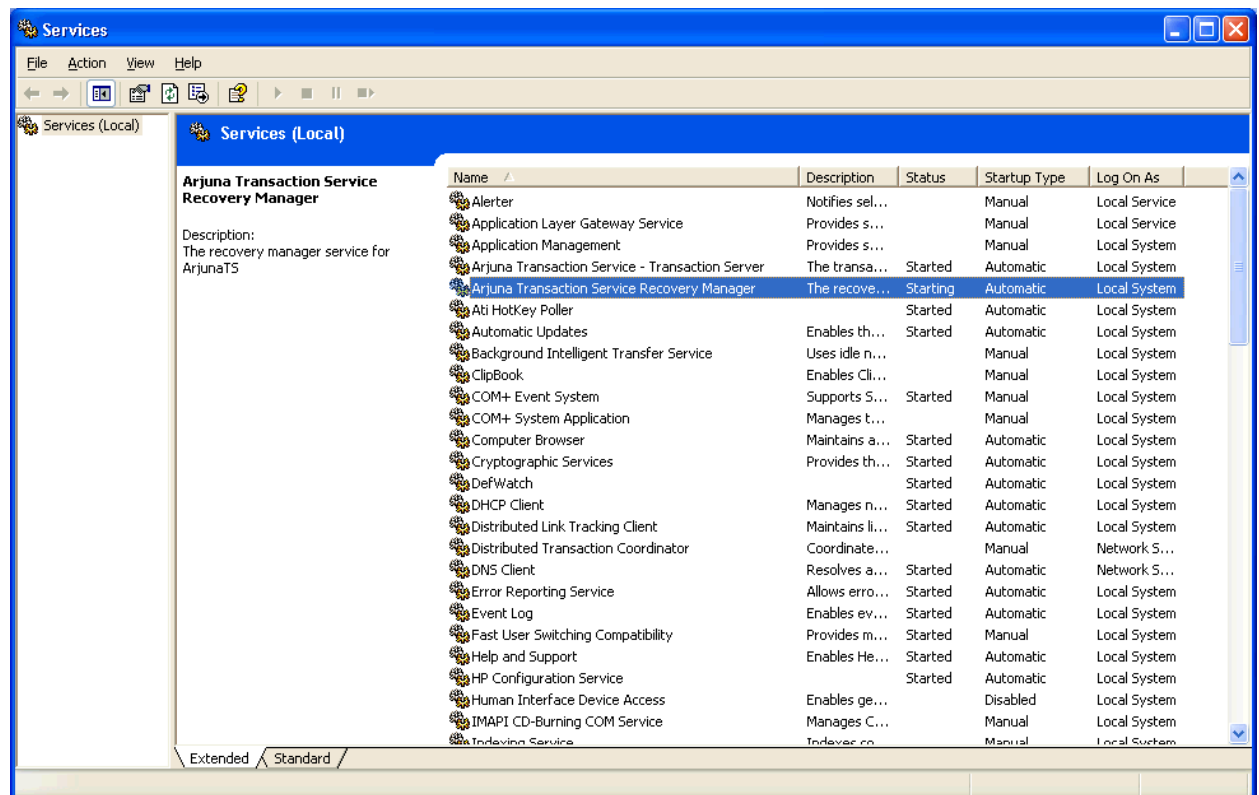 Services
File Action View Help
Services (Local)
Services (Local)
Arjuna Transaction Service
Recovery Manager
Description:
The recovery manager service for
ArjunaTS
Name Description Status Startup Type Log On As
Alerter Notifies sel... Manual Local Service
Application Layer Gateway Service Provides s... Manual Local Service
Application Management Provides s... Manual Local System
Arjuna Transaction Service - Transaction Server The transa... Started Automatic Local System
Arjuna Transaction Service Recovery Manager The recove... Starting Automatic Local System
Ati HotKey Poller Started Automatic Local System
Automatic Updates Enables th... Started Automatic Local System
Background Intelligent Transfer Service Uses idle n... Manual Local System
ClipBook Enables Cli... Manual Local System
COM+ Event System Supports S... Started Manual Local System
COM+ System Application Manages t... Manual Local System
Computer Browser Maintains a... Started Automatic Local System
Cryptographic Services Provides th... Started Automatic Local System
DefWatch Started Automatic Local System
DHCP Client Manages n... Started Automatic Local System
Distributed Link Tracking Client Maintains li... Started Automatic Local System
Distributed Transaction Coordinator Coordinate... Manual Network S...
DNS Client Resolves a... Started Automatic Network S...
Error Reporting Service Allows erro... Started Automatic Local System
Event Log Enables ev... Started Automatic Local System
Fast User Switching Compatibility Provides m... Started Manual Local System
Help and Support Enables He... Started Automatic Local System
HP Configuration Service Started Automatic Local System
Human Interface Device Access Enables ge... Disabled Local System
IMAPI CD-Burning COM Service Manages C... Manual Local System
Indexing Service Indexes co... Manual Local System
Extended Standard